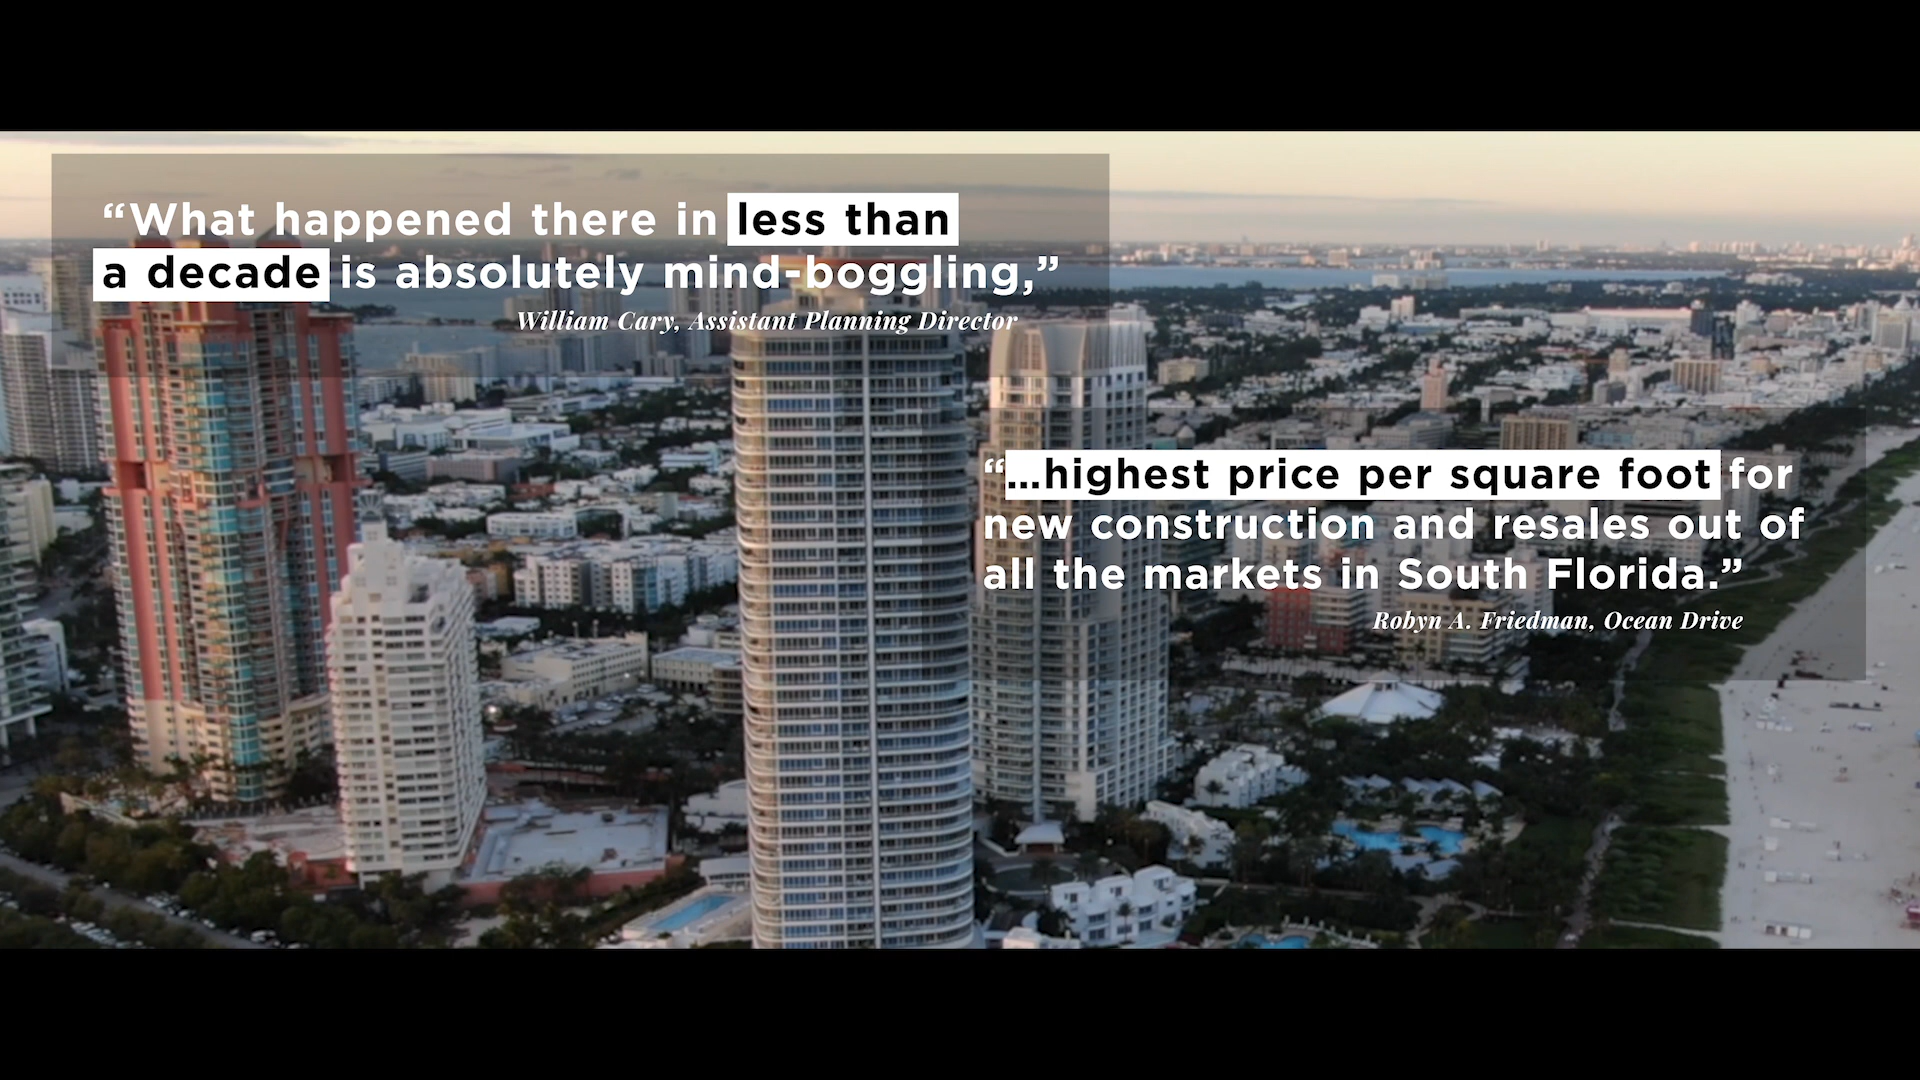 “What happened there in less than
a decade is absolutely mind-boggling,”
William Cary, Assistant Planning Director
“...highest price per square foot for
new construction and resales out of
all the markets in South Florida.”
Robyn A. Friedman, Ocean Drive